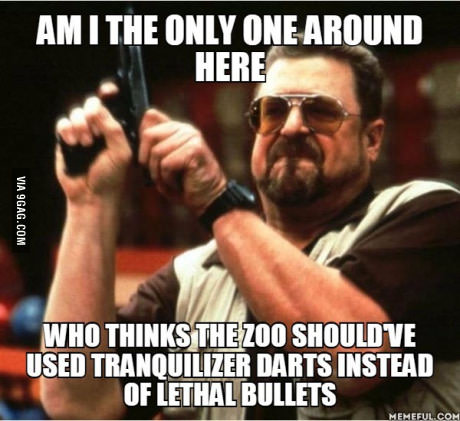 AM I THE ONLY ONE AROUND
HERE
VIA 9GAG.COM
WHO THINKS THE ZOO SHOULD'VE
USED TRANQUILIZER DARTS INSTEAD
OF LETHAL BULLETS
MEMEFUL.COM